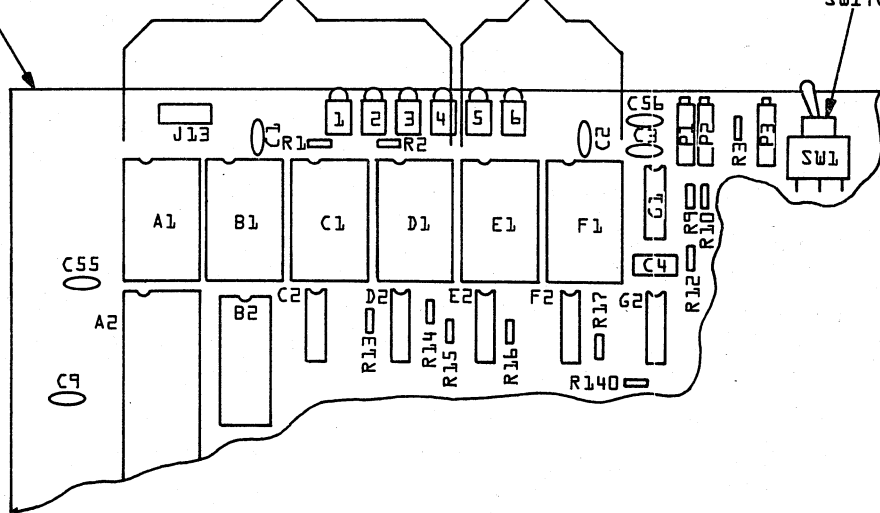 J13
C1
R1
1
2
3
4
5
6
R2
C2
C56
C3
P1
P2
R3
P3
SW1
A1
B1
C1
D1
E1
F1
G1
R9
R10
C55
C4
R12
A2
B2
C2
D2
E2
F2
R17
G2
R13
R14
R15
R16
C9
R140